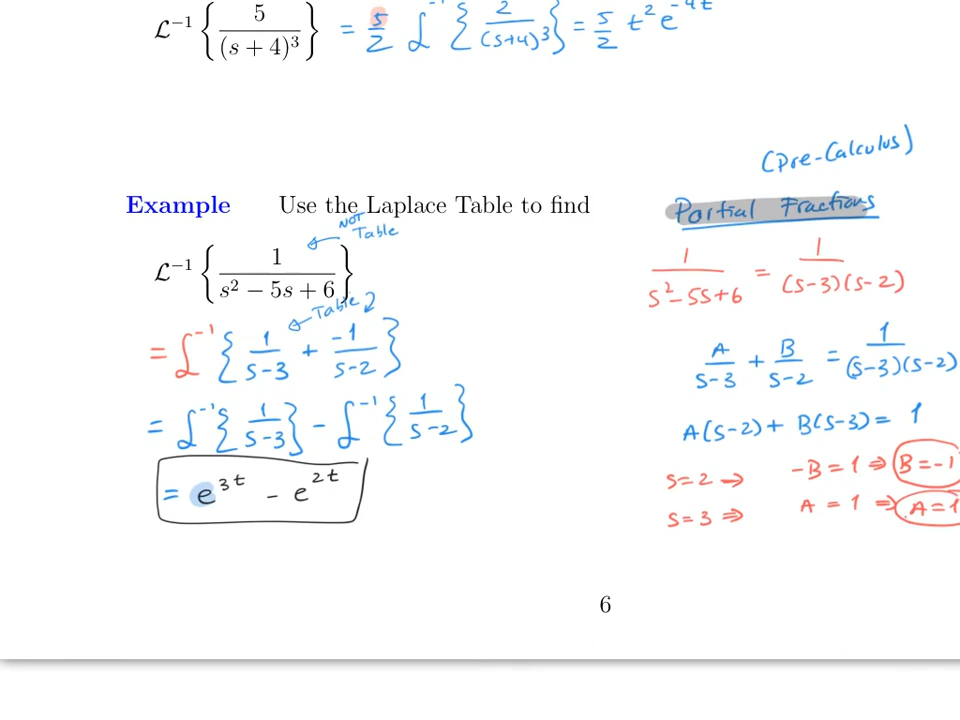 L⁻¹ { 5 / (s + 4)³ } = 5/2 L⁻¹ { 2 / (s+4)³ } = 5/2 t² e^(-4t)
(Pre-Calculus)
Example Use the Laplace Table to find
Partial Fractions
NOT Table
L⁻¹ { 1 / (s² − 5s + 6) }
1 / (s² - 5s + 6) = 1 / ((s-3)(s-2))
Table
= L⁻¹ { 1 / (s-3) + -1 / (s-2) }
A / (s-3) + B / (s-2) = 1 / ((s-3)(s-2))
= L⁻¹ { 1 / (s-3) } - L⁻¹ { 1 / (s-2) }
A(s-2) + B(s-3) = 1
s=2 → -B = 1 ⇒ B = -1
= e^(3t) - e^(2t)
s=3 ⇒ A = 1 ⇒ A = 1
6